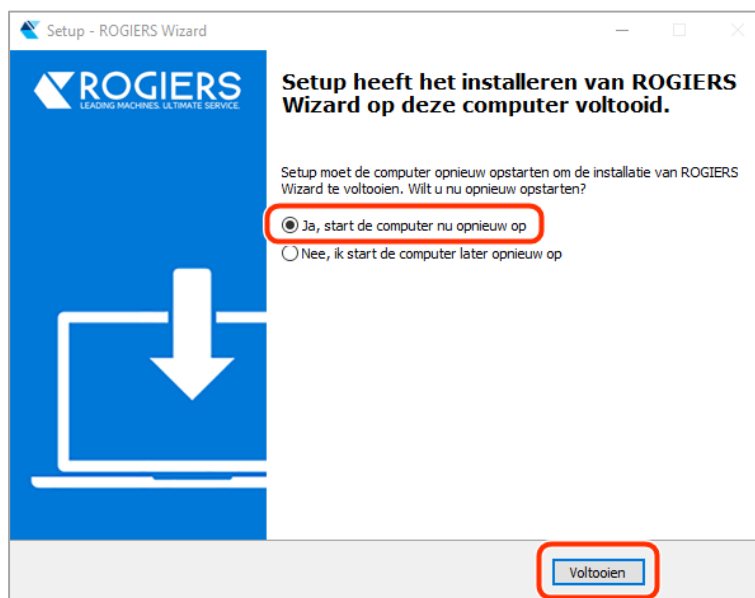 Setup - ROGIERS Wizard
ROGIERS
LEADING MACHINES. ULTIMATE SERVICE.
Setup heeft het installeren van ROGIERS
Wizard op deze computer voltooid.
Setup moet de computer opnieuw opstarten om de installatie van ROGIERS
Wizard te voltooien. Wilt u nu opnieuw opstarten?
Ja, start de computer nu opnieuw op
Nee, ik start de computer later opnieuw op
Voltooien